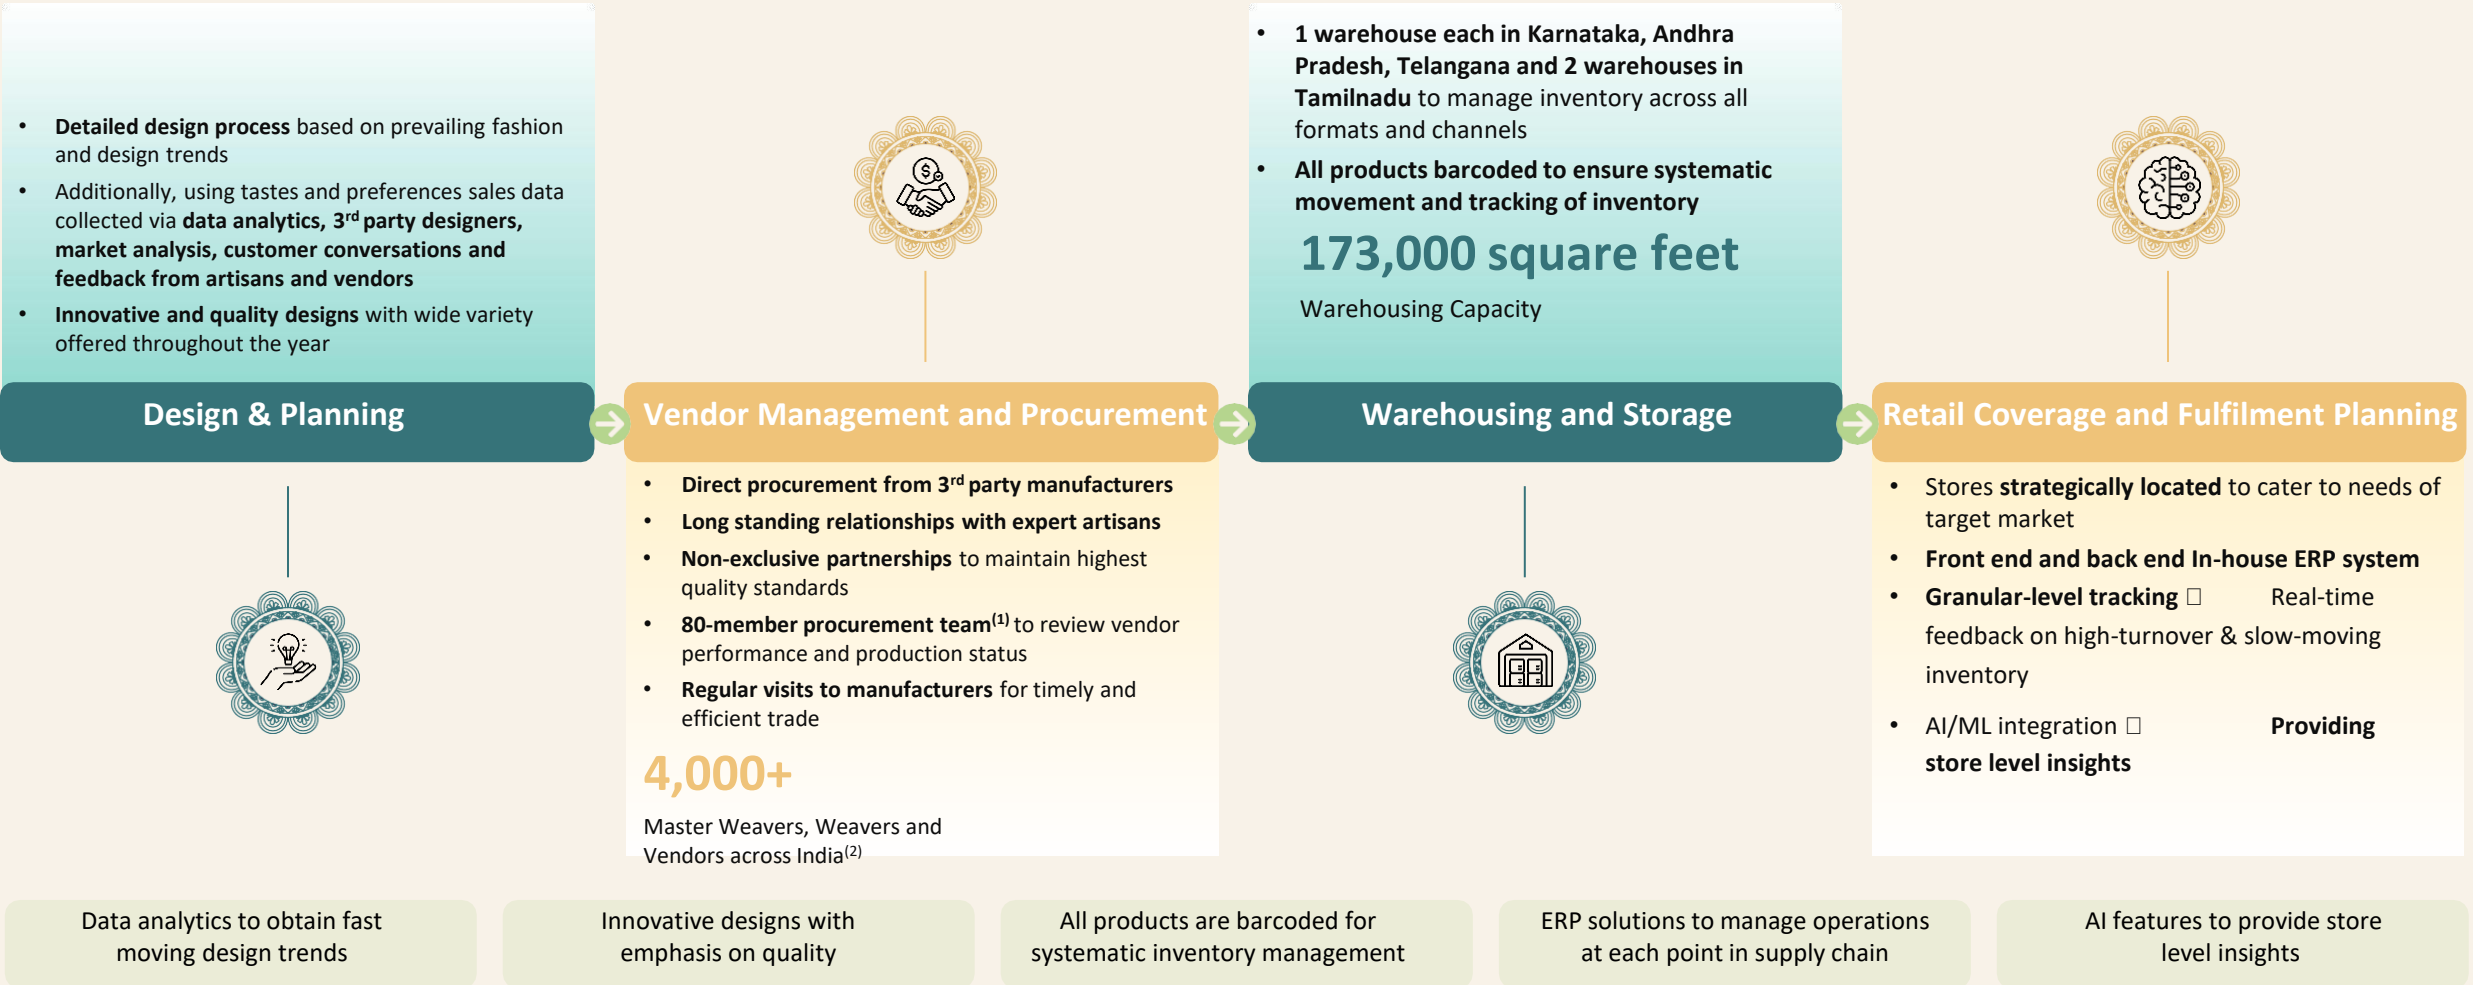 • Detailed design process based on prevailing fashion
and design trends
• Additionally, using tastes and preferences sales data
collected via data analytics, 3rd party designers,
market analysis, customer conversations and
feedback from artisans and vendors
• Innovative and quality designs with wide variety
offered throughout the year
Design & Planning
Vendor Management and Procurement
• Direct procurement from 3rd party manufacturers
• Long standing relationships with expert artisans
• Non-exclusive partnerships to maintain highest
quality standards
• 80-member procurement team(1) to review vendor
performance and production status
• Regular visits to manufacturers for timely and
efficient trade
4,000+
Master Weavers, Weavers and
Vendors across India(2)
• 1 warehouse each in Karnataka, Andhra
Pradesh, Telangana and 2 warehouses in
Tamilnadu to manage inventory across all
formats and channels
• All products barcoded to ensure systematic
movement and tracking of inventory
173,000 square feet
Warehousing Capacity
Warehousing and Storage
Retail Coverage and Fulfilment Planning
• Stores strategically located to cater to needs of
target market
• Front end and back end In-house ERP system
• Granular-level tracking □ Real-time
feedback on high-turnover & slow-moving
inventory
• AI/ML integration □ Providing
store level insights
Data analytics to obtain fast
moving design trends
Innovative designs with
emphasis on quality
All products are barcoded for
systematic inventory management
ERP solutions to manage operations
at each point in supply chain
AI features to provide store
level insights